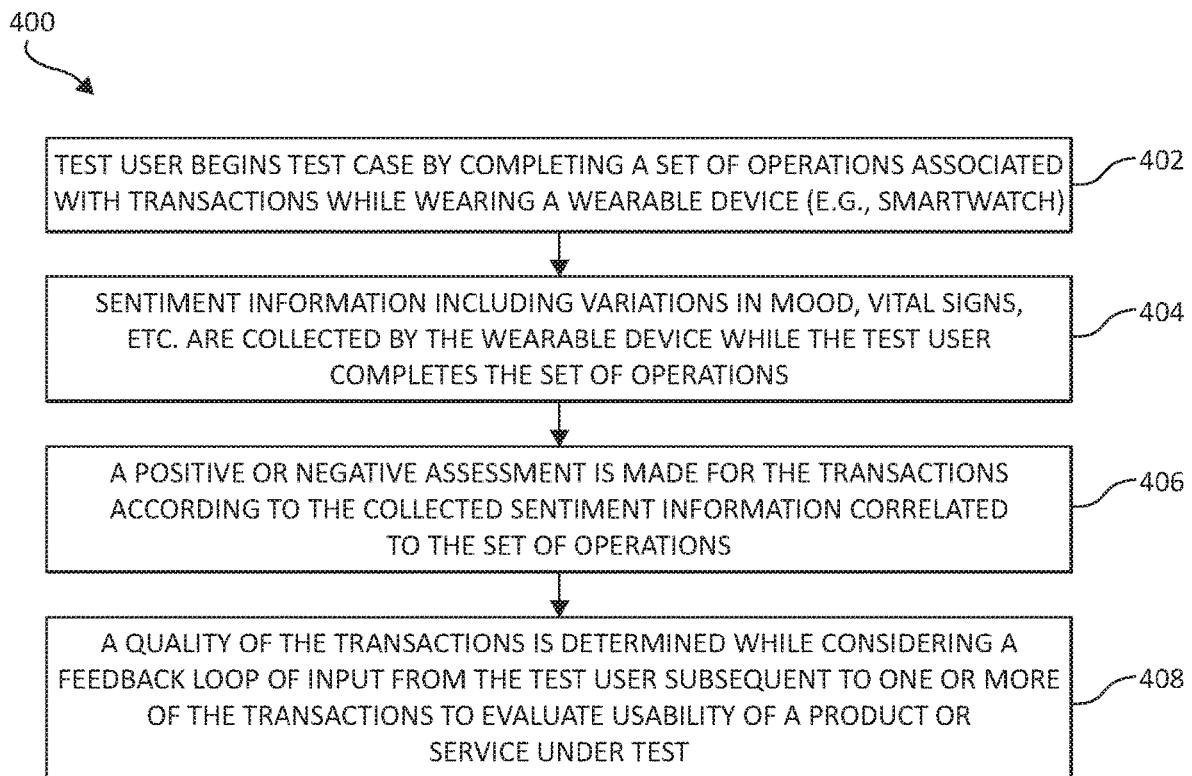 400
TEST USER BEGINS TEST CASE BY COMPLETING A SET OF OPERATIONS ASSOCIATED
WITH TRANSACTIONS WHILE WEARING A WEARABLE DEVICE (E.G., SMARTWATCH)
402
SENTIMENT INFORMATION INCLUDING VARIATIONS IN MOOD, VITAL SIGNS,
ETC. ARE COLLECTED BY THE WEARABLE DEVICE WHILE THE TEST USER
COMPLETES THE SET OF OPERATIONS
404
A POSITIVE OR NEGATIVE ASSESSMENT IS MADE FOR THE TRANSACTIONS
ACCORDING TO THE COLLECTED SENTIMENT INFORMATION CORRELATED
TO THE SET OF OPERATIONS
406
A QUALITY OF THE TRANSACTIONS IS DETERMINED WHILE CONSIDERING A
FEEDBACK LOOP OF INPUT FROM THE TEST USER SUBSEQUENT TO ONE OR MORE
OF THE TRANSACTIONS TO EVALUATE USABILITY OF A PRODUCT OR
SERVICE UNDER TEST
408